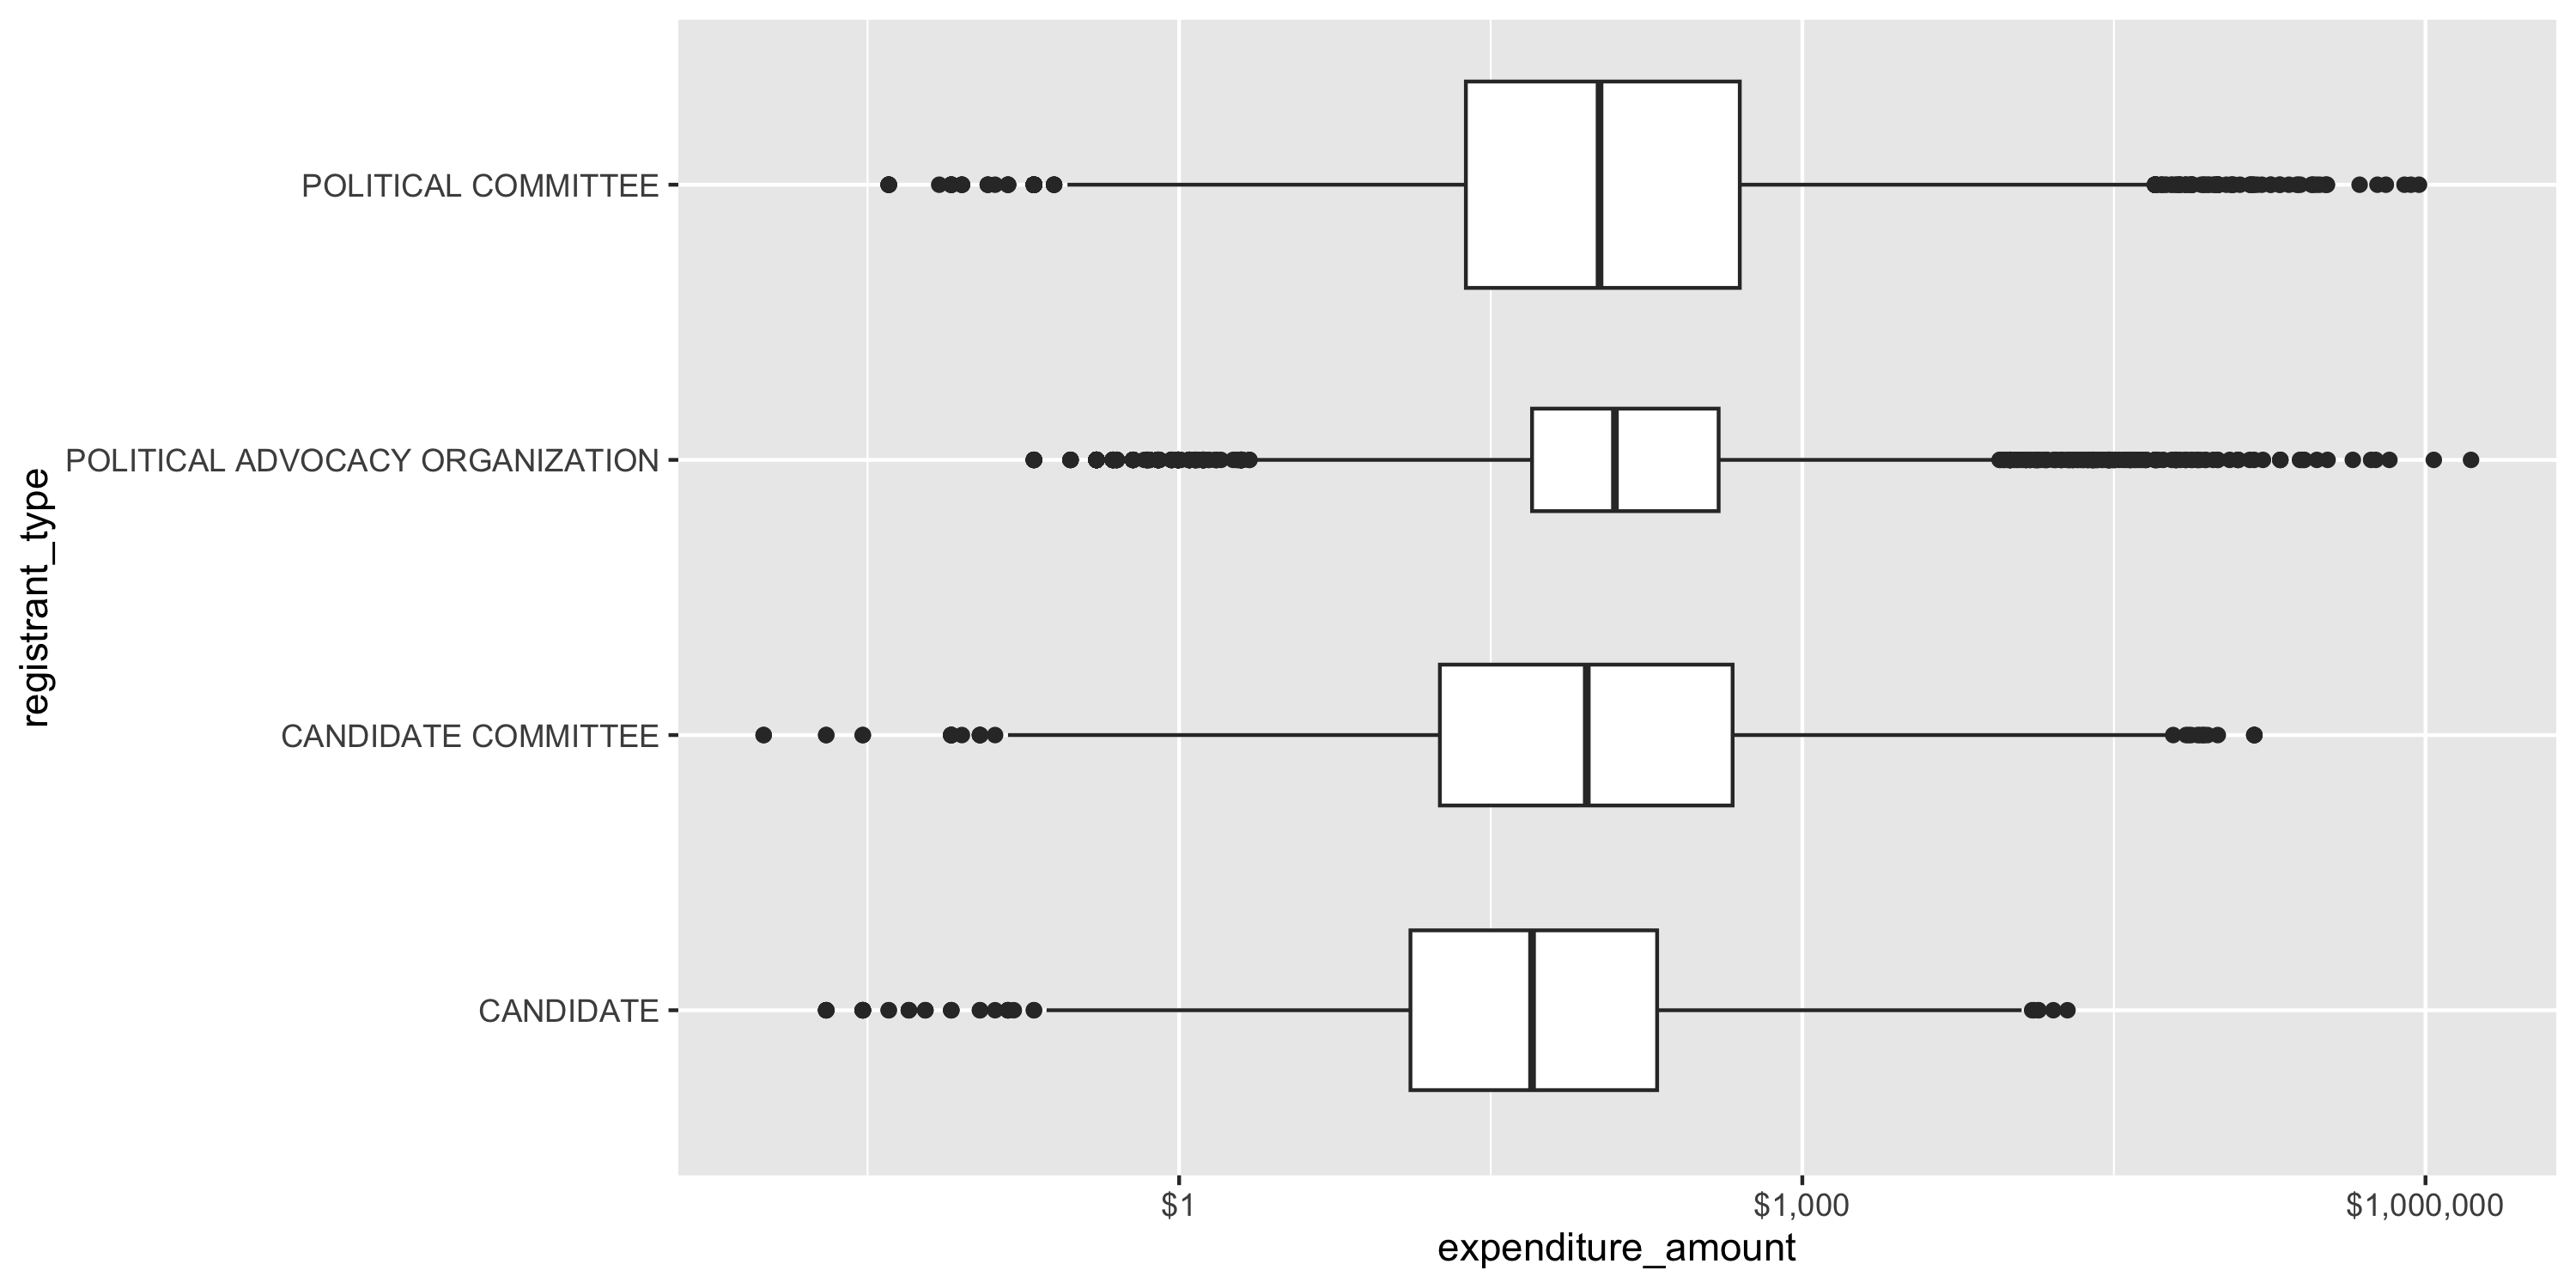 registrant_type
POLITICAL COMMITTEE
POLITICAL ADVOCACY ORGANIZATION
CANDIDATE COMMITTEE
CANDIDATE
$1
$1,000
$1,000,000
expenditure_amount